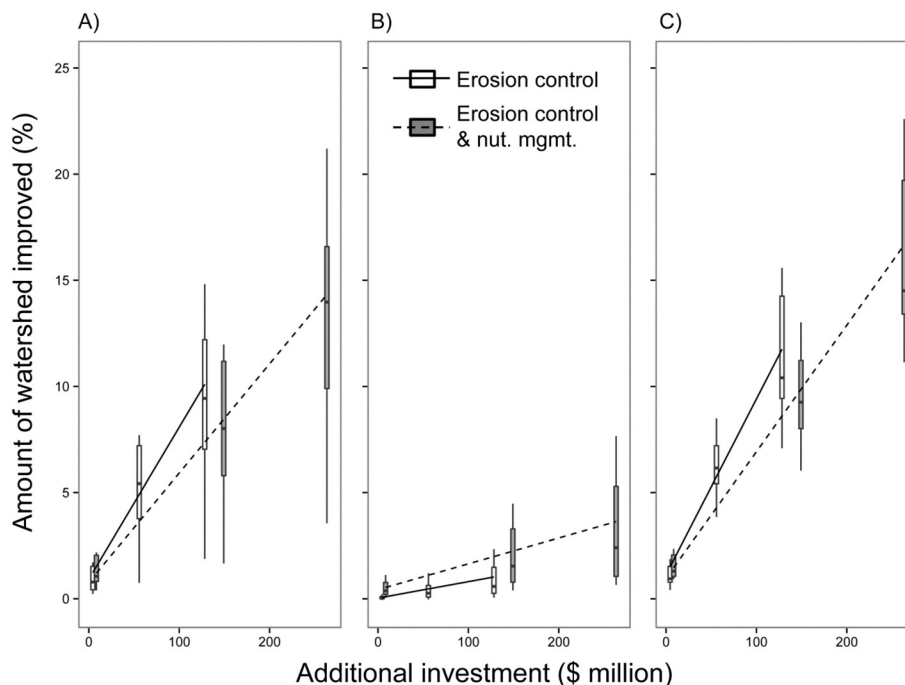 A)
B)
C)
Amount of watershed improved (%)
25
20
15
10
5
0
Erosion control
Erosion control
& nut. mgmt.
0 100 200
0 100 200
0 100 200
Additional investment ($ million)